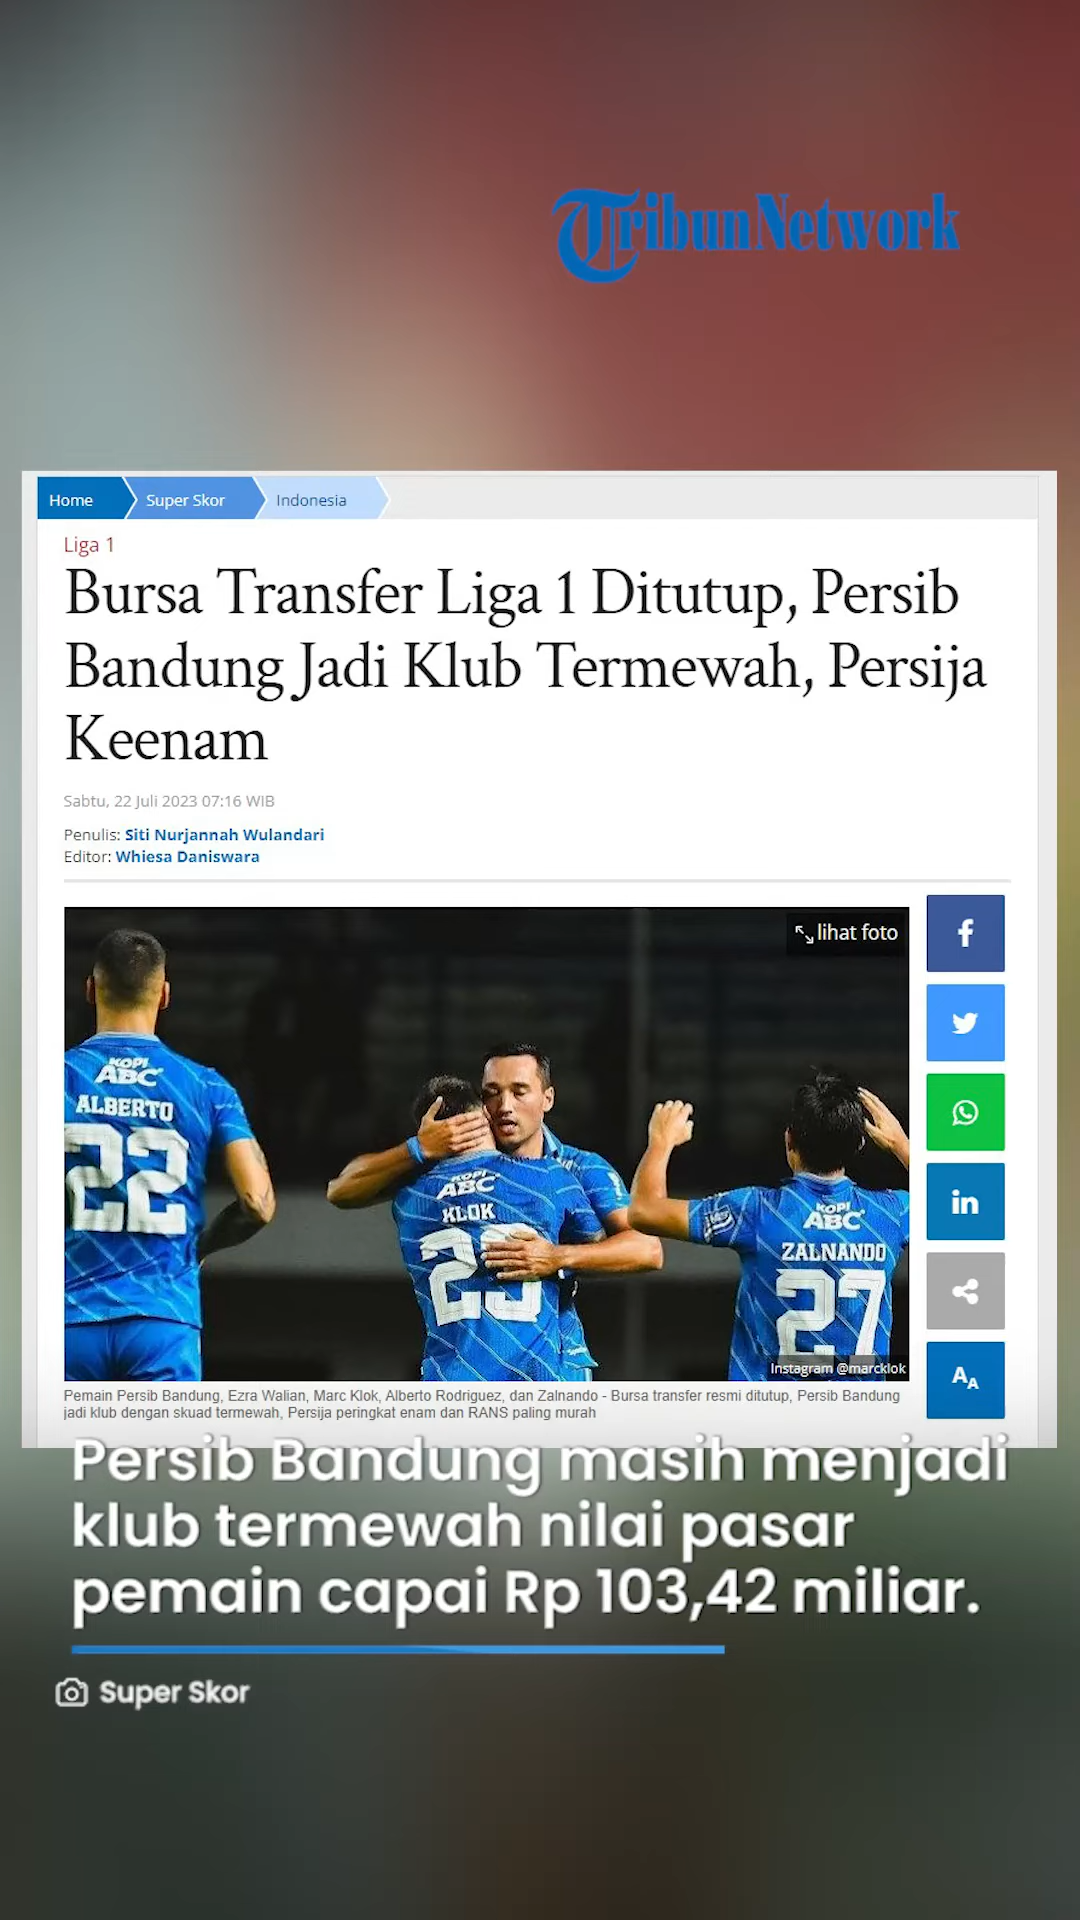 TribunNetwork
Home Super Skor Indonesia
Liga 1
Bursa Transfer Liga 1 Ditutup, Persib
Bandung Jadi Klub Termewah, Persija
Keenam
Sabtu, 22 Juli 2023 07:16 WIB
Penulis: Siti Nurjannah Wulandari
Editor: Whiesa Daniswara
lihat foto
KOPI
ABC
ALBERTO
22
KOPI
ABC
KLOK
23
KOPI
ABC
ZALNANDO
27
Instagram @marcklok
f
in
AA
Pemain Persib Bandung, Ezra Walian, Marc Klok, Alberto Rodriguez, dan Zalnando - Bursa transfer resmi ditutup, Persib Bandung
jadi klub dengan skuad termewah, Persija peringkat enam dan RANS paling murah
Persib Bandung masih menjadi
klub termewah nilai pasar
pemain capai Rp 103,42 miliar.
Super Skor